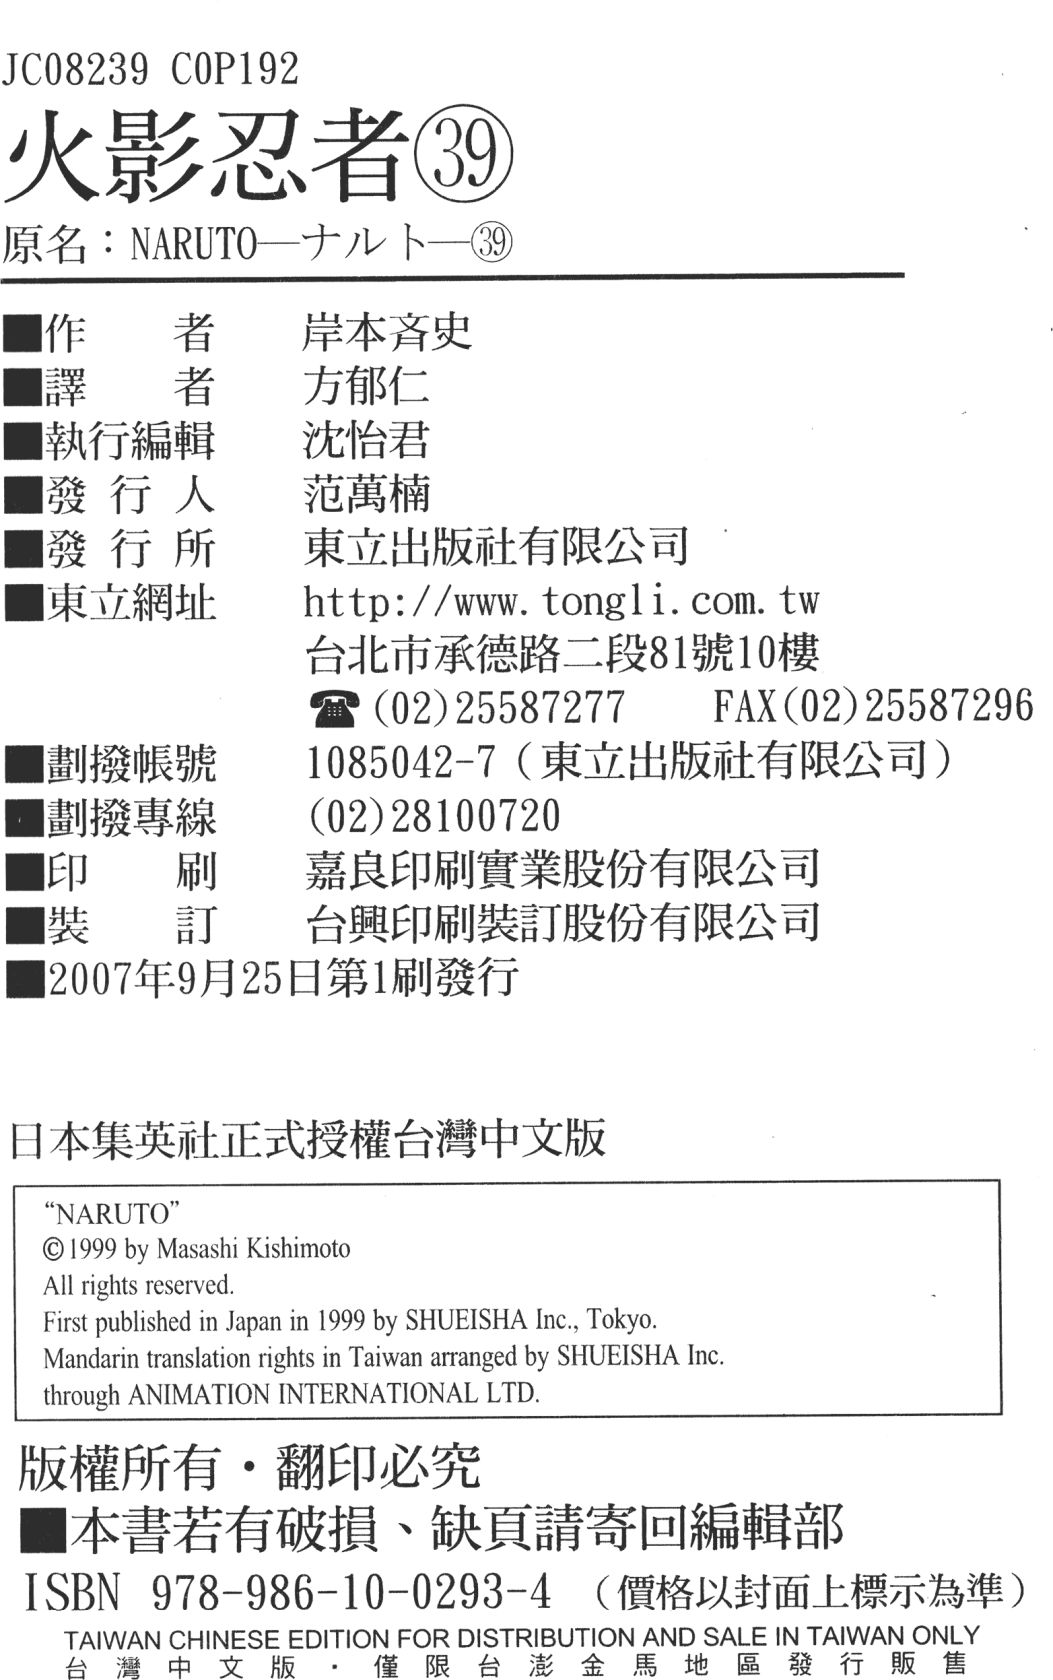 JC08239 C0P192
火影忍者㊴
原名：NARUTO—ナルト—㊴
■作　　者　　岸本斉史
■譯　　者　　方郁仁
■執行編輯　　沈怡君
■發 行 人　　范萬楠
■發 行 所　　東立出版社有限公司
■東立網址　　http://www.tongli.com.tw
台北市承德路二段81號10樓
☎(02)25587277　FAX(02)25587296
■劃撥帳號　　1085042-7（東立出版社有限公司）
■劃撥專線　　(02)28100720
■印　　刷　　嘉良印刷實業股份有限公司
■裝　　訂　　台興印刷裝訂股份有限公司
■2007年9月25日第1刷發行
日本集英社正式授權台灣中文版
“NARUTO”
©1999 by Masashi Kishimoto
All rights reserved.
First published in Japan in 1999 by SHUEISHA Inc., Tokyo.
Mandarin translation rights in Taiwan arranged by SHUEISHA Inc.
through ANIMATION INTERNATIONAL LTD.
版權所有・翻印必究
■本書若有破損、缺頁請寄回編輯部
ISBN 978-986-10-0293-4（價格以封面上標示為準）
TAIWAN CHINESE EDITION FOR DISTRIBUTION AND SALE IN TAIWAN ONLY
台灣中文版・僅限台澎金馬地區發行販售